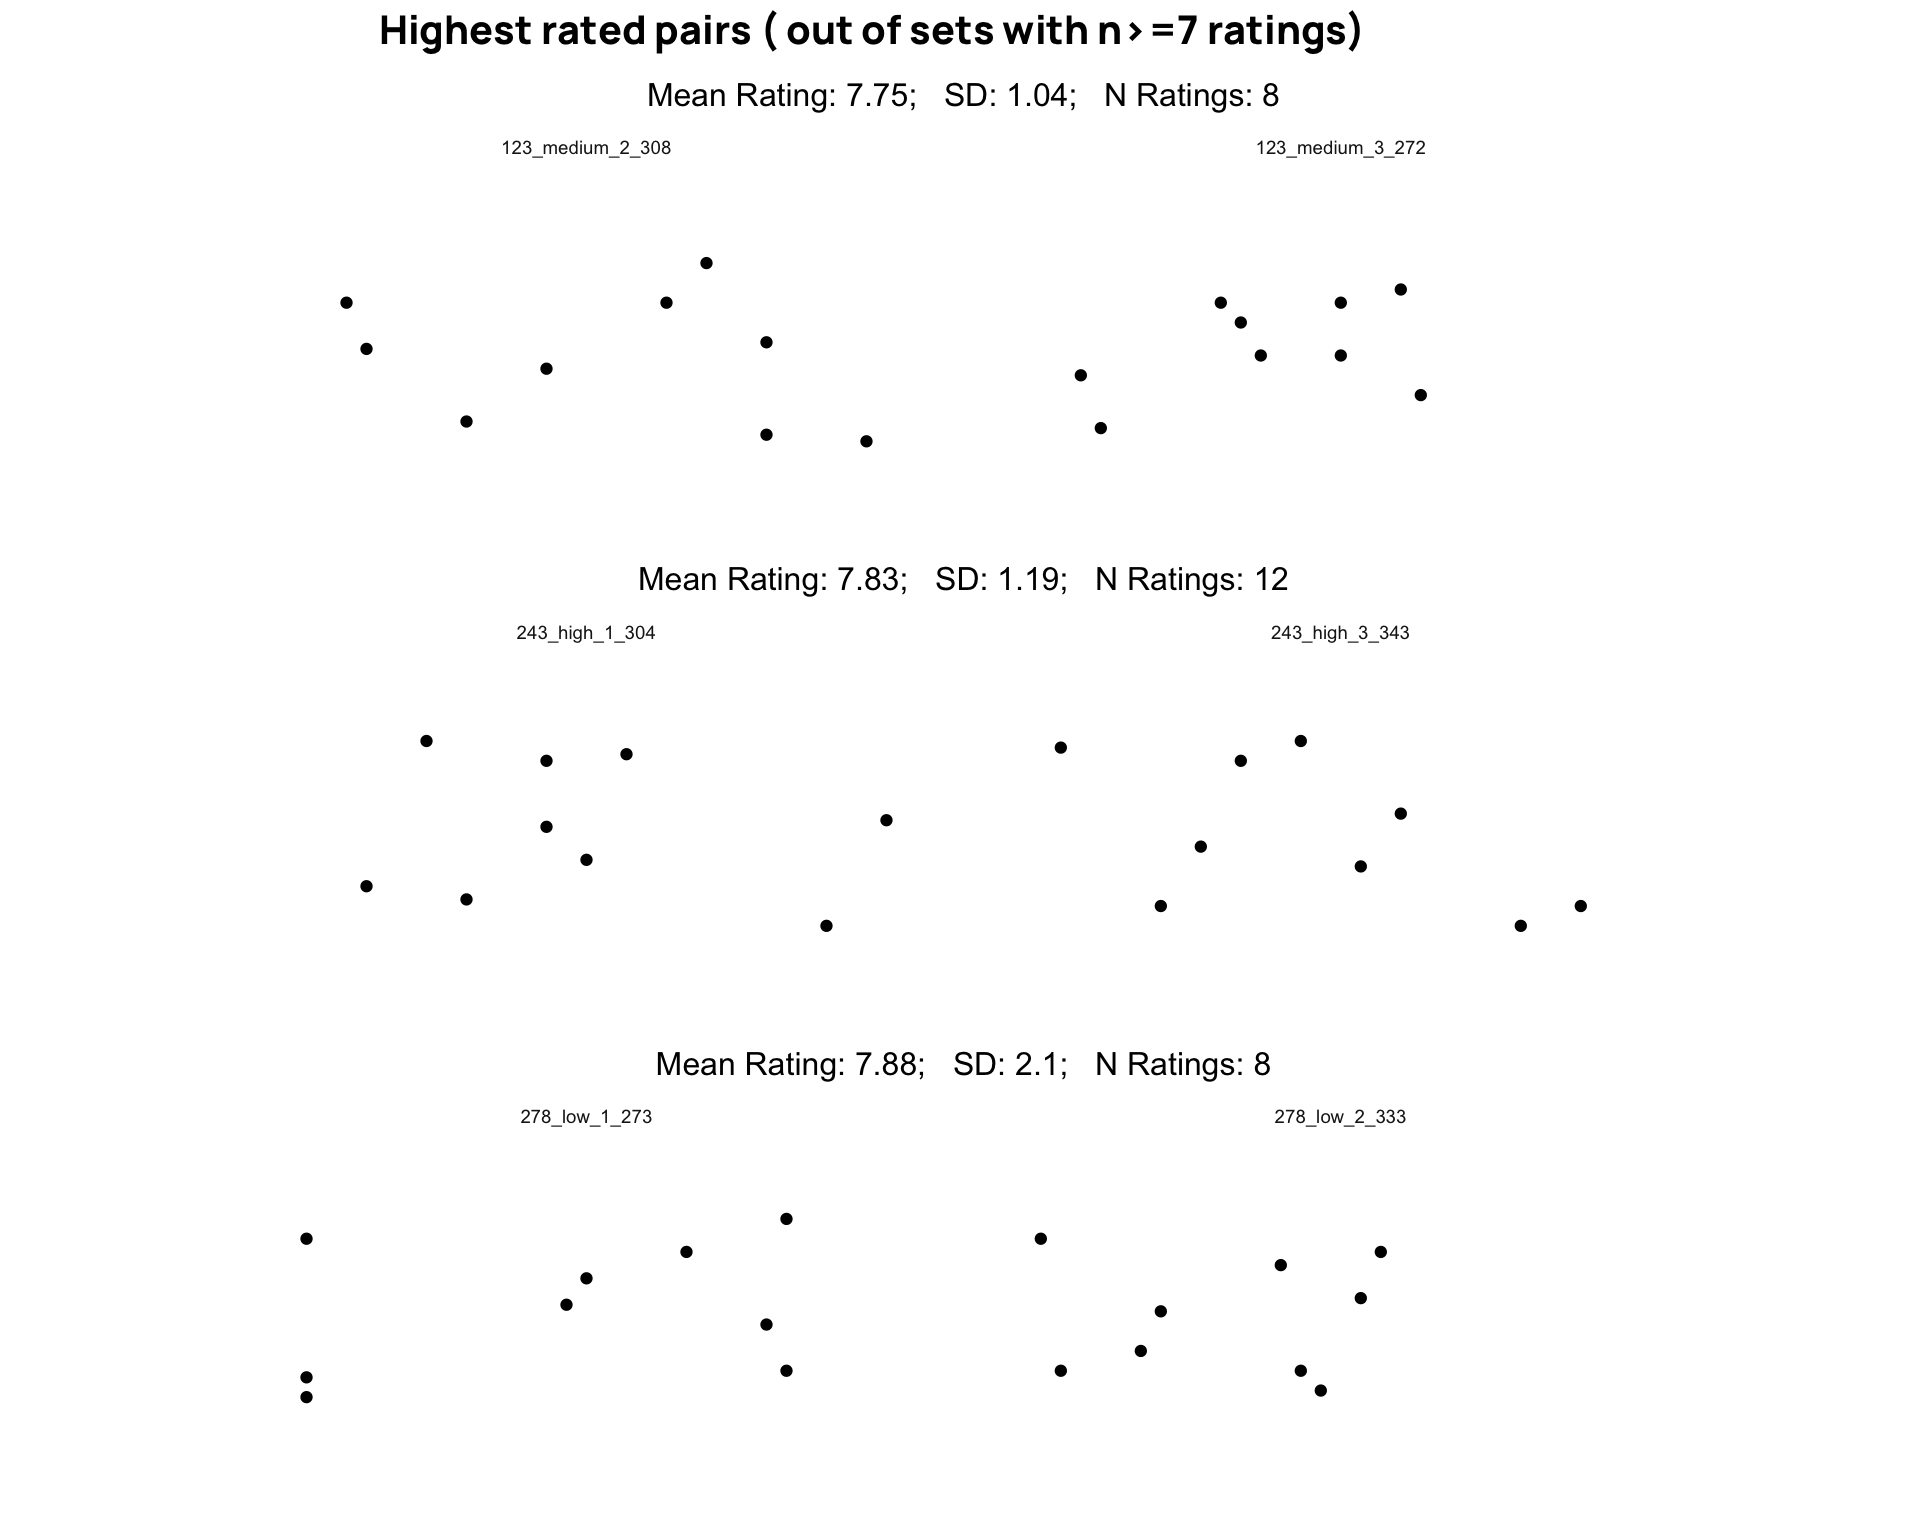 Highest rated pairs ( out of sets with n>=7 ratings)
Mean Rating: 7.75;   SD: 1.04;   N Ratings: 8
123_medium_2_308
123_medium_3_272
Mean Rating: 7.83;   SD: 1.19;   N Ratings: 12
243_high_1_304
243_high_3_343
Mean Rating: 7.88;   SD: 2.1;   N Ratings: 8
278_low_1_273
278_low_2_333